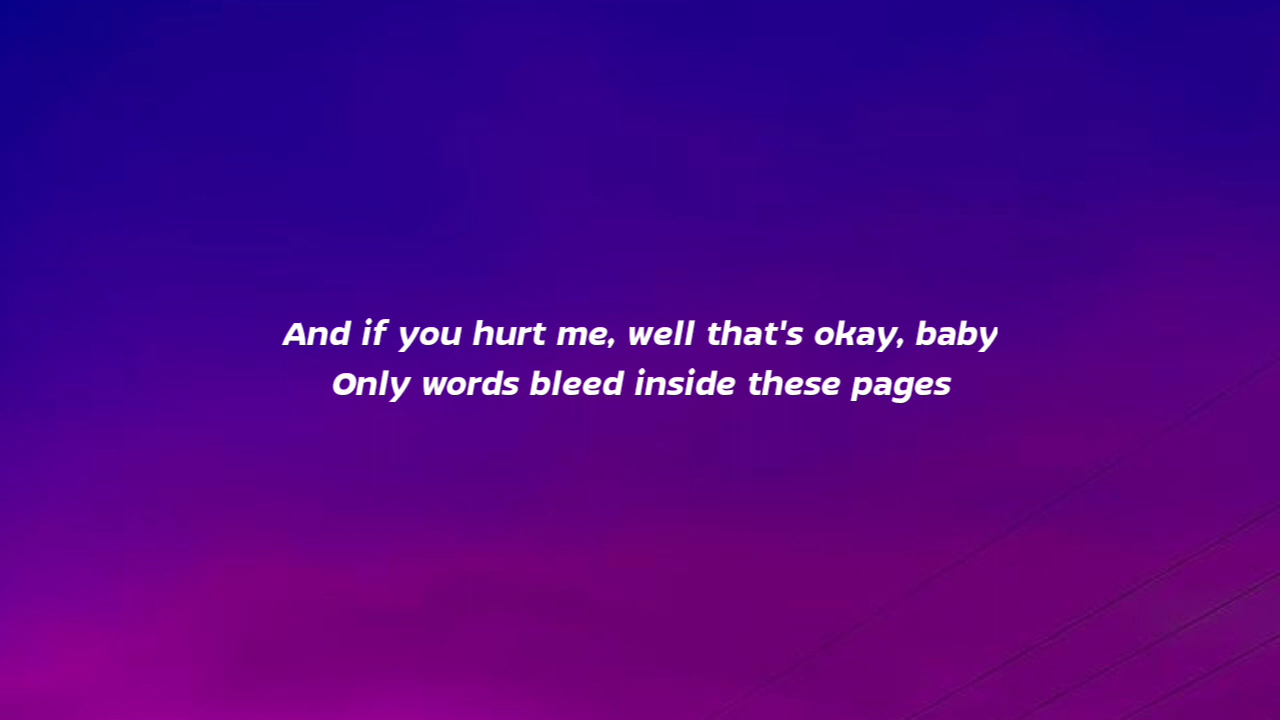 And if you hurt me, well that's okay, baby
Only words bleed inside these pages